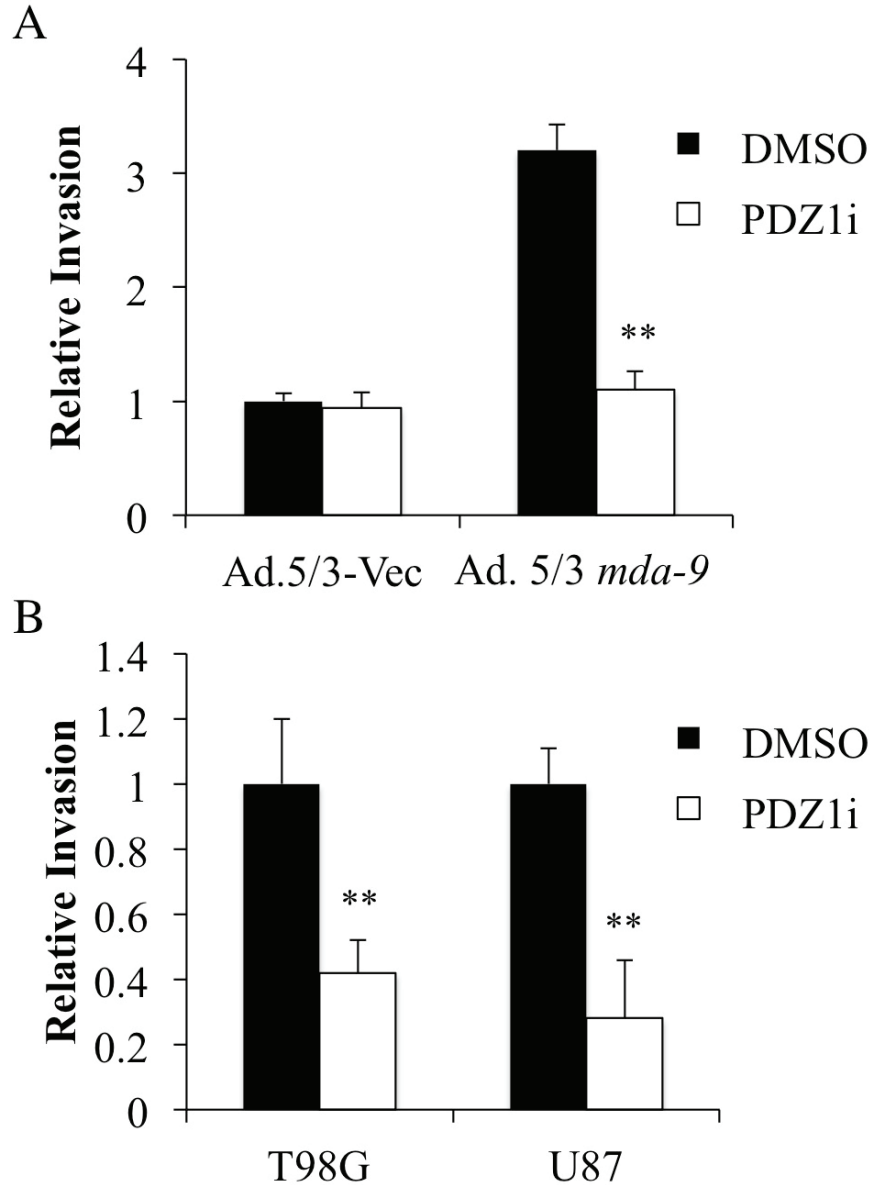 A
4
3
2
1
0
Relative Invasion
**
DMSO
PDZ1i
Ad.5/3-Vec Ad. 5/3 mda-9
B
1.4
1.2
1
0.8
0.6
0.4
0.2
0
Relative Invasion
**
**
DMSO
PDZ1i
T98G U87